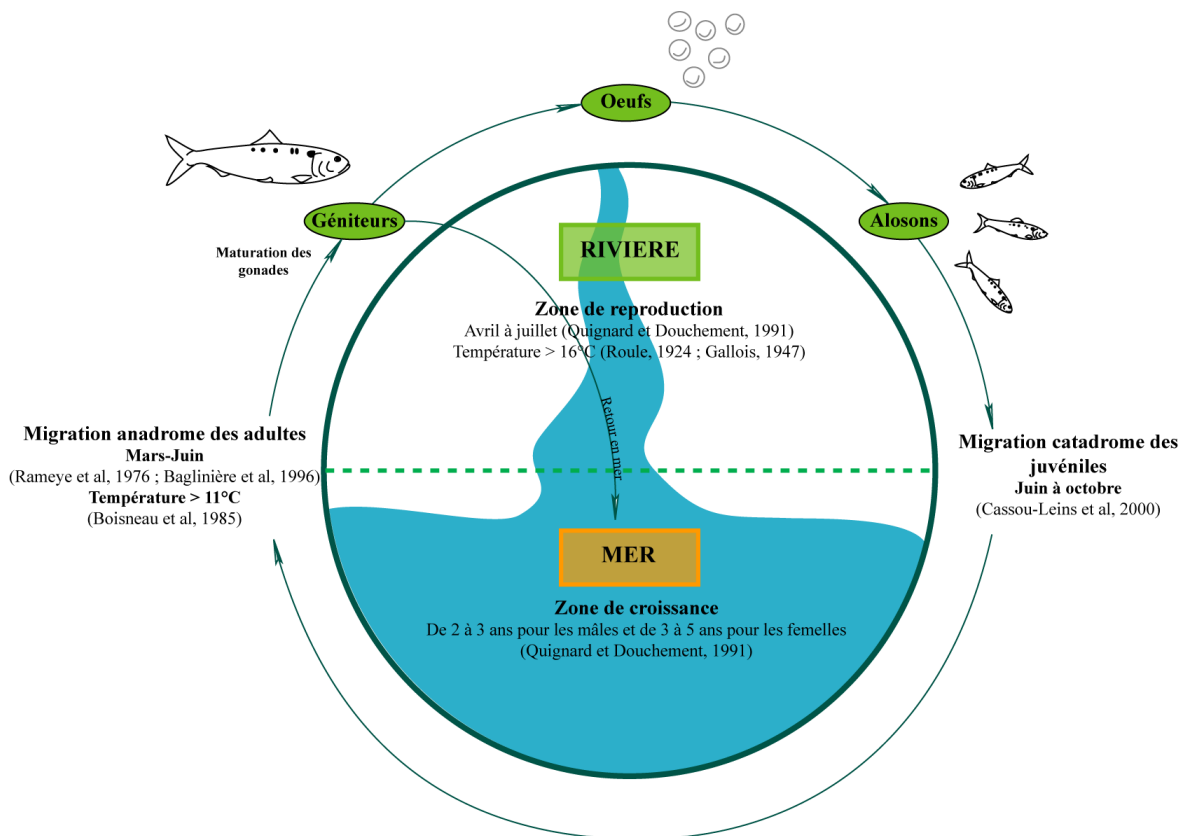 Oeufs
Géniteurs
Alosons
Maturation des
gonades
RIVIERE
Zone de reproduction
Avril à juillet (Quignard et Douchement, 1991)
Température > 16°C (Roule, 1924 ; Gallois, 1947)
Retour en mer
Migration anadrome des adultes
Mars-Juin
(Rameye et al, 1976 ; Baglinière et al, 1996)
Température > 11°C
(Boisneau et al, 1985)
Migration catadrome des
juvéniles
Juin à octobre
(Cassou-Leins et al, 2000)
MER
Zone de croissance
De 2 à 3 ans pour les mâles et de 3 à 5 ans pour les femelles
(Quignard et Douchement, 1991)